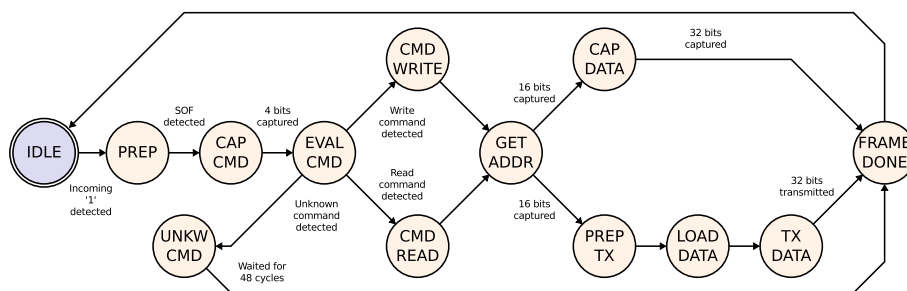 IDLE
Incoming
'1'
detected
PREP
SOF
detected
CAP
CMD
4 bits
captured
EVAL
CMD
Write
command
detected
CMD
WRITE
Read
command
detected
CMD
READ
Unknown
command
detected
UNKW
CMD
Waited for
48 cycles
GET
ADDR
16 bits
captured
CAP
DATA
32 bits
captured
16 bits
captured
PREP
TX
LOAD
DATA
TX
DATA
32 bits
transmitted
FRAME
DONE